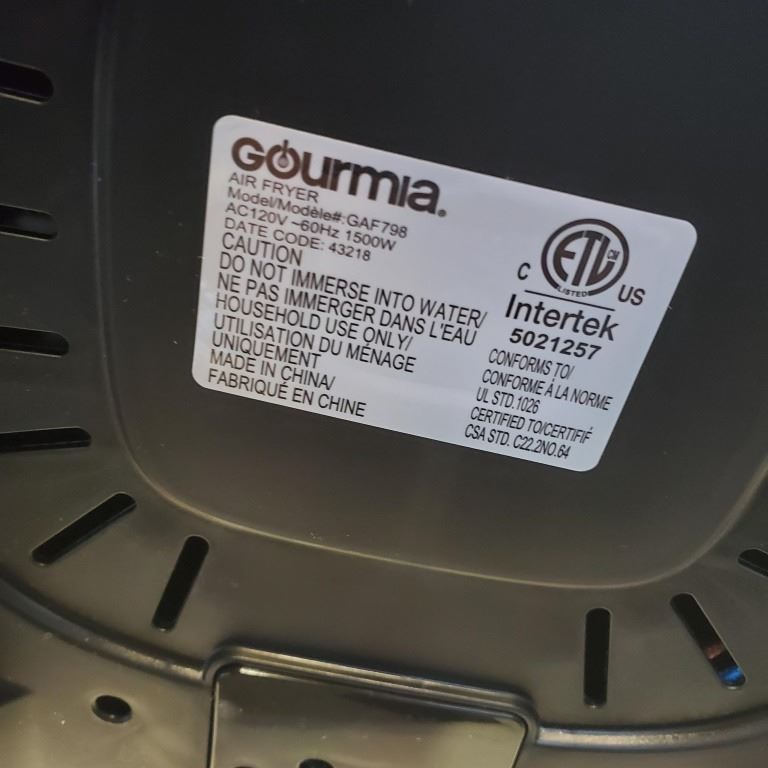 GOurmia.
AIR FRYER
Model/Modèle#:GAF798
AC120V ~60Hz 1500W
DATE CODE: 43218
CAUTION
DO NOT IMMERSE INTO WATER/
NE PAS IMMERGER DANS L'EAU
HOUSEHOLD USE ONLY/
UTILISATION DU MÉNAGE
UNIQUEMENT
MADE IN CHINA/
FABRIQUÉ EN CHINE
ETL CM
LISTED
C US
Intertek
5021257
CONFORMS TO/
CONFORME À LA NORME
UL STD.1026
CERTIFIED TO/CERTIFIÉ
CSA STD. C22.2NO.64